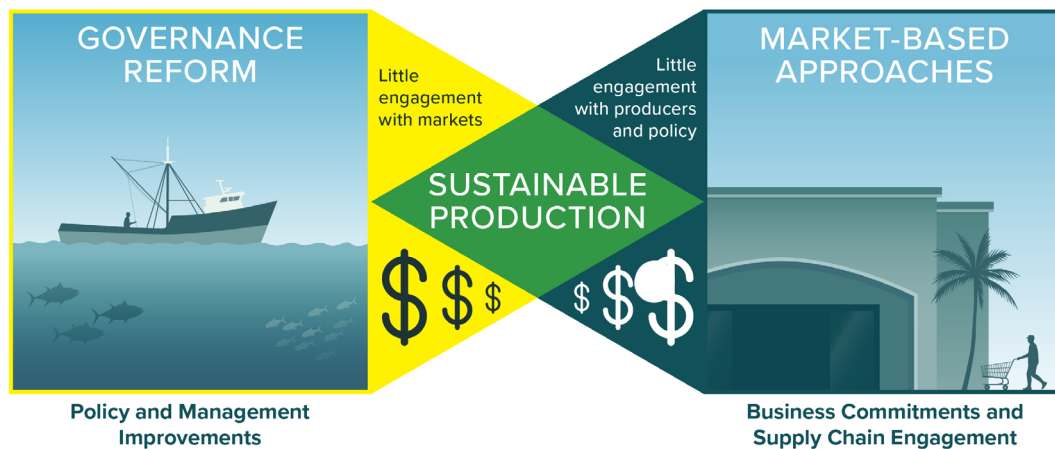 GOVERNANCE
REFORM
Little
engagement
with markets
$ $ $
Policy and Management
Improvements
SUSTAINABLE
PRODUCTION
MARKET-BASED
APPROACHES
Little
engagement
with producers
and policy
$ $ $
Business Commitments and
Supply Chain Engagement